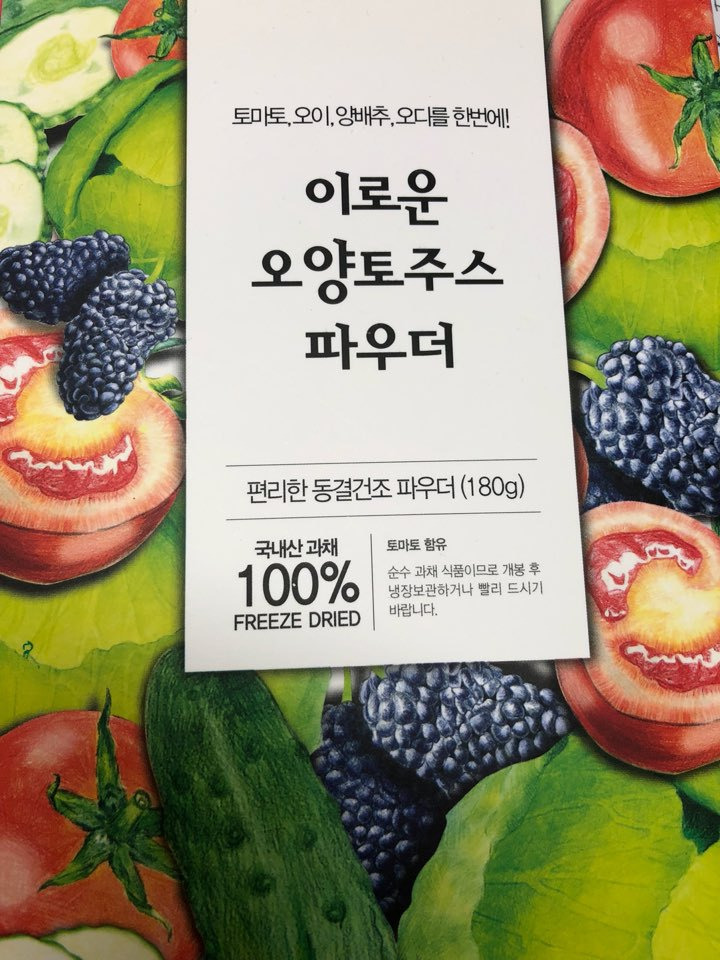 토마토, 오이, 양배추, 오디를 한번에!
이로운
오양토주스
파우더
편리한 동결건조 파우더 (180g)
국내산 과채
100%
FREEZE DRIED
토마토 함유
순수 과채 식품이므로 개봉 후
냉장보관하거나 빨리 드시기
바랍니다.